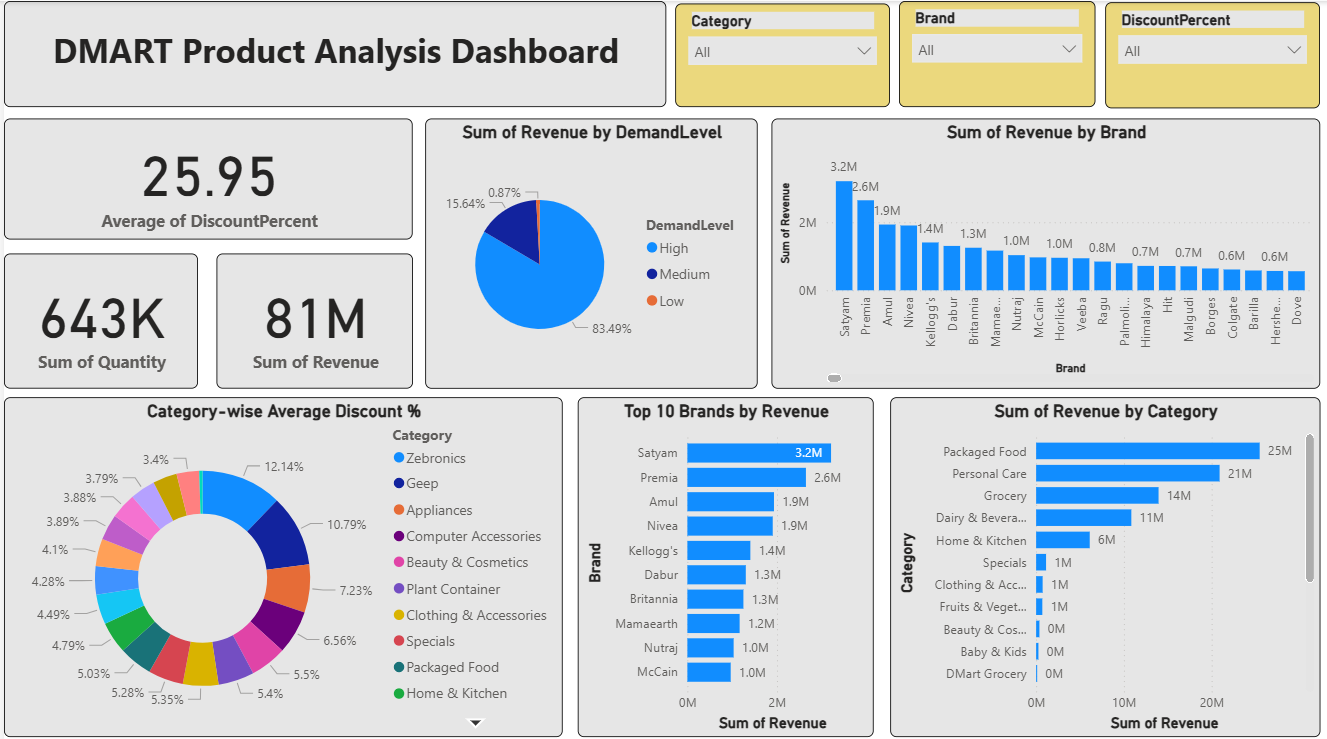 DMART Product Analysis Dashboard
Category
All
Brand
All
DiscountPercent
All
25.95
Average of DiscountPercent
643K
Sum of Quantity
81M
Sum of Revenue
Sum of Revenue by DemandLevel
0.87%
15.64%
83.49%
DemandLevel
High
Medium
Low
Sum of Revenue by Brand
Sum of Revenue
2M
0M
3.2M
2.6M
1.9M
1.4M
1.3M
1.0M
1.0M
0.8M
0.7M
0.7M
0.6M
0.6M
Satyam
Premia
Amul
Nivea
Kellogg's
Dabur
Britannia
Mamae...
Nutraj
McCain
Horlicks
Veeba
Ragu
Palmoli...
Himalaya
Hit
Malgudi
Borges
Colgate
Barilla
Hershe...
Dove
Brand
Category-wise Average Discount %
12.14%
10.79%
7.23%
6.56%
5.5%
5.4%
5.35%
5.28%
5.03%
4.79%
4.49%
4.28%
4.1%
3.89%
3.88%
3.79%
3.4%
Category
Zebronics
Geep
Appliances
Computer Accessories
Beauty & Cosmetics
Plant Container
Clothing & Accessories
Specials
Packaged Food
Home & Kitchen
Top 10 Brands by Revenue
Brand
Satyam 3.2M
Premia 2.6M
Amul 1.9M
Nivea 1.9M
Kellogg's 1.4M
Dabur 1.3M
Britannia 1.3M
Mamaearth 1.2M
Nutraj 1.0M
McCain 1.0M
0M 2M
Sum of Revenue
Sum of Revenue by Category
Category
Packaged Food 25M
Personal Care 21M
Grocery 14M
Dairy & Bevera... 11M
Home & Kitchen 6M
Specials 1M
Clothing & Acc... 1M
Fruits & Veget... 1M
Beauty & Cos... 0M
Baby & Kids 0M
DMart Grocery 0M
0M 10M 20M
Sum of Revenue